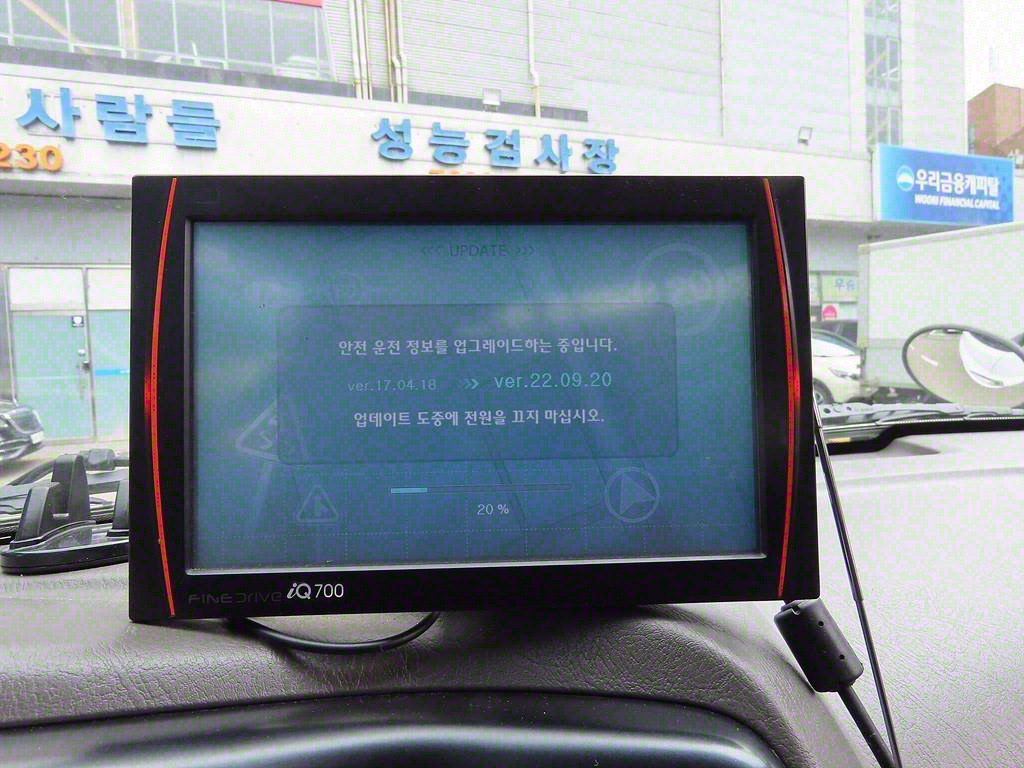 사람들
230
성능검사장
우리금융캐피탈
WOORI FINANCIAL CAPITAL
<<< UPDATE >>>
안전 운전 정보를 업그레이드하는 중입니다.
ver.17.04.18 >> ver.22.09.20
업데이트 도중에 전원을 끄지 마십시오.
20 %
FINEDRIVE iQ700